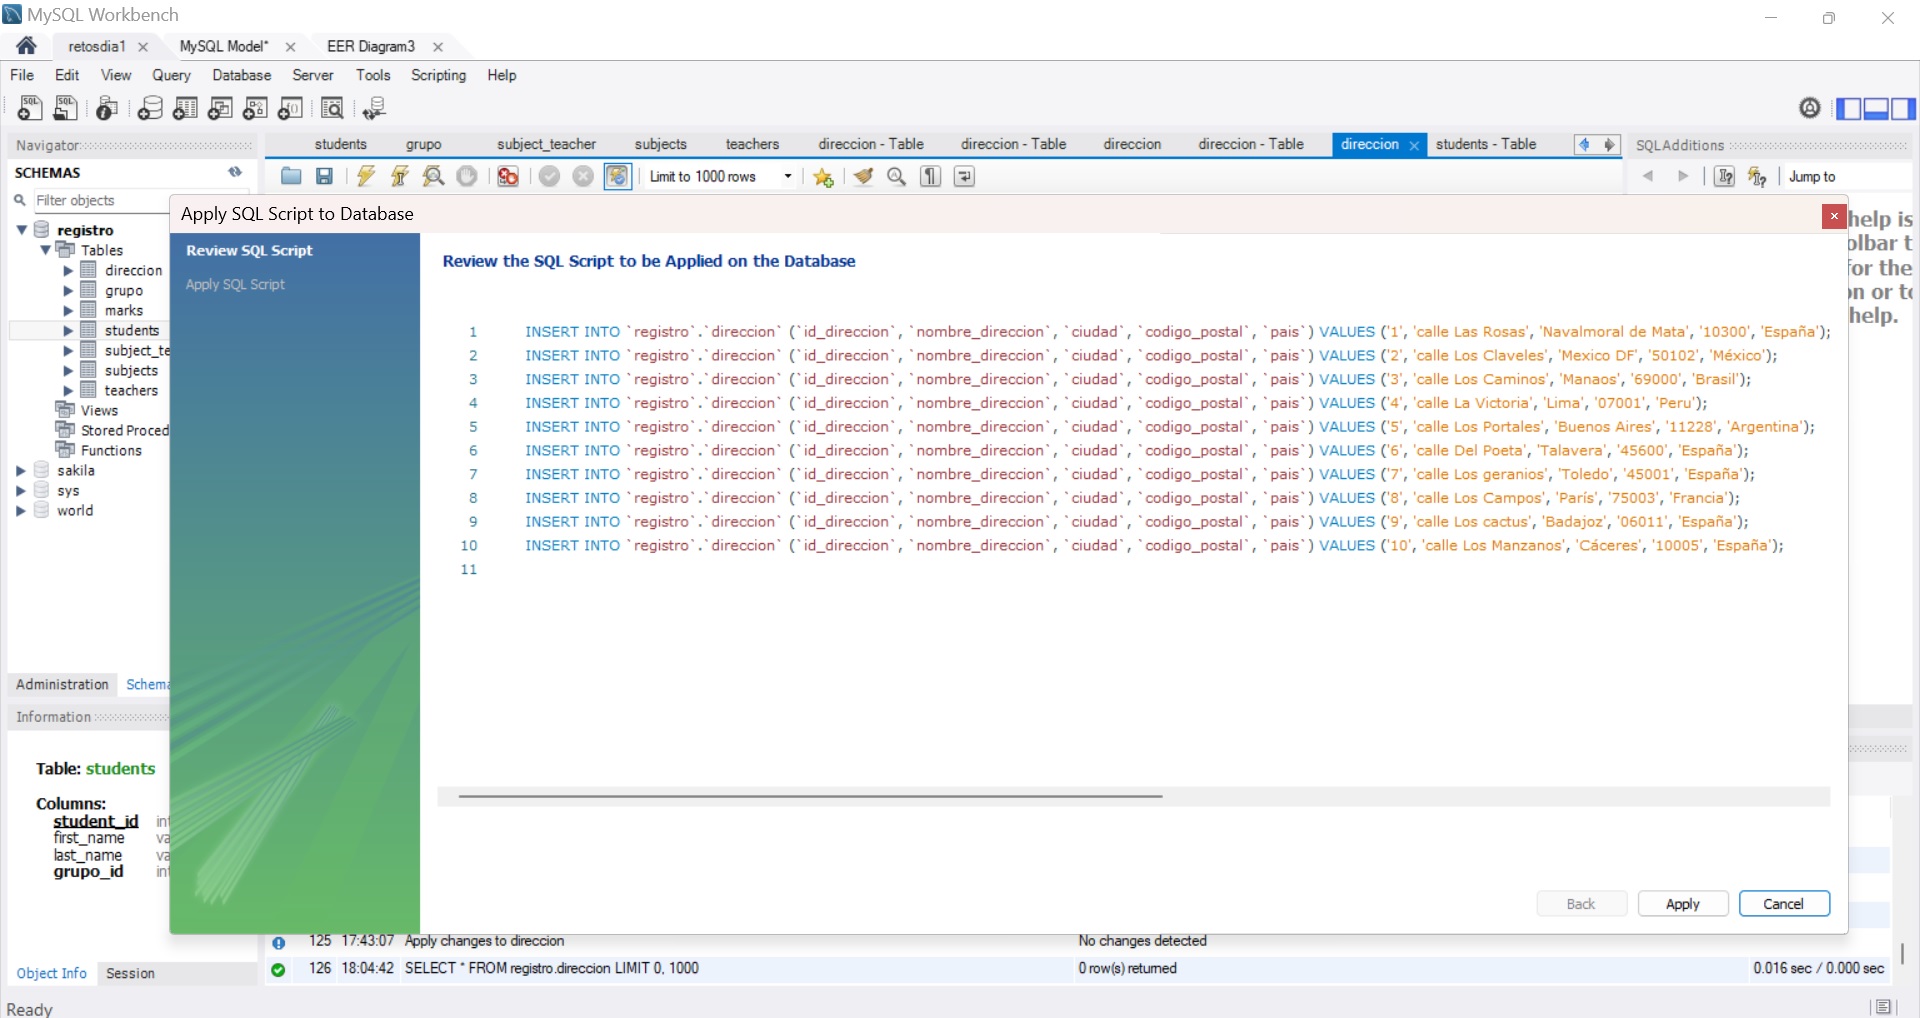 MySQL Workbench
retosdia1
MySQL Model*
EER Diagram3
File Edit View Query Database Server Tools Scripting Help
Navigator
students grupo subject_teacher subjects teachers direccion - Table direccion - Table direccion direccion - Table direccion students - Table
SQLAdditions
SCHEMAS
Limit to 1000 rows
Jump to
Filter objects
registro
Tables
direccion
grupo
marks
students
subject_te
subjects
teachers
Views
Stored Proced
Functions
sakila
sys
world
Administration Schema
Information
Table: students
Columns:
student_id int
first_name va
last_name va
grupo_id int
Object Info Session
Ready
Apply SQL Script to Database
Review SQL Script
Apply SQL Script
Review the SQL Script to be Applied on the Database
1 INSERT INTO `registro`.`direccion` (`id_direccion`, `nombre_direccion`, `ciudad`, `codigo_postal`, `pais`) VALUES ('1', 'calle Las Rosas', 'Navalmoral de Mata', '10300', 'España');
2 INSERT INTO `registro`.`direccion` (`id_direccion`, `nombre_direccion`, `ciudad`, `codigo_postal`, `pais`) VALUES ('2', 'calle Los Claveles', 'Mexico DF', '50102', 'México');
3 INSERT INTO `registro`.`direccion` (`id_direccion`, `nombre_direccion`, `ciudad`, `codigo_postal`, `pais`) VALUES ('3', 'calle Los Caminos', 'Manaos', '69000', 'Brasil');
4 INSERT INTO `registro`.`direccion` (`id_direccion`, `nombre_direccion`, `ciudad`, `codigo_postal`, `pais`) VALUES ('4', 'calle La Victoria', 'Lima', '07001', 'Peru');
5 INSERT INTO `registro`.`direccion` (`id_direccion`, `nombre_direccion`, `ciudad`, `codigo_postal`, `pais`) VALUES ('5', 'calle Los Portales', 'Buenos Aires', '11228', 'Argentina');
6 INSERT INTO `registro`.`direccion` (`id_direccion`, `nombre_direccion`, `ciudad`, `codigo_postal`, `pais`) VALUES ('6', 'calle Del Poeta', 'Talavera', '45600', 'España');
7 INSERT INTO `registro`.`direccion` (`id_direccion`, `nombre_direccion`, `ciudad`, `codigo_postal`, `pais`) VALUES ('7', 'calle Los geranios', 'Toledo', '45001', 'España');
8 INSERT INTO `registro`.`direccion` (`id_direccion`, `nombre_direccion`, `ciudad`, `codigo_postal`, `pais`) VALUES ('8', 'calle Los Campos', 'París', '75003', 'Francia');
9 INSERT INTO `registro`.`direccion` (`id_direccion`, `nombre_direccion`, `ciudad`, `codigo_postal`, `pais`) VALUES ('9', 'calle Los cactus', 'Badajoz', '06011', 'España');
10 INSERT INTO `registro`.`direccion` (`id_direccion`, `nombre_direccion`, `ciudad`, `codigo_postal`, `pais`) VALUES ('10', 'calle Los Manzanos', 'Cáceres', '10005', 'España');
11
Back Apply Cancel
help is
olbar t
for the
on or to
help.
125 17:43:07 Apply changes to direccion No changes detected
126 18:04:42 SELECT * FROM registro.direccion LIMIT 0, 1000 0 row(s) returned 0.016 sec / 0.000 sec